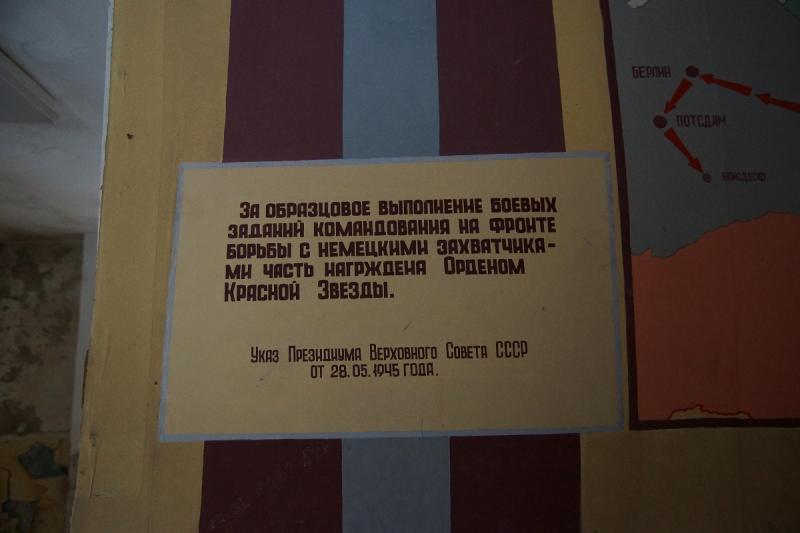 За образцовое выполнение боевых
заданий командования на фронте
борьбы с немецкими захватчика-
ми часть нагрждена Орденом
Красной Звезды.
Указ Президиума Верховного Совета СССР
от 28.05.1945 года.
БЕРЛИН
ПОТСДАМ